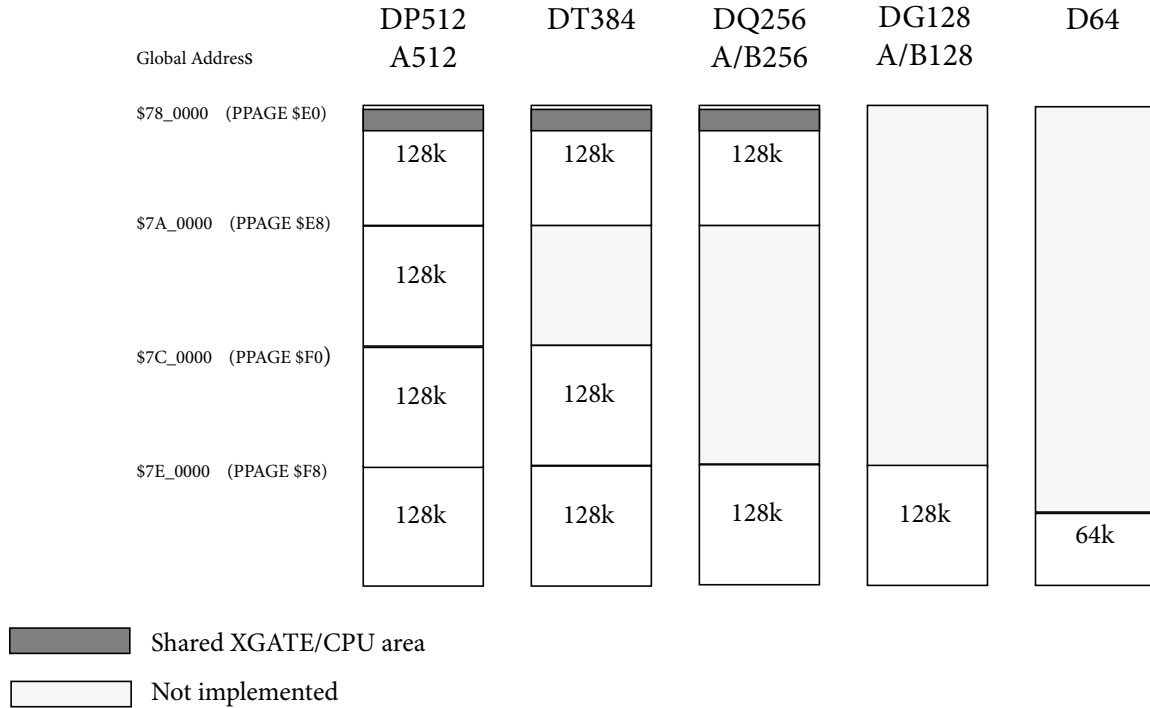 DP512 DT384 DQ256 DG128 D64
Global Address A512 A/B256 A/B128
$78_0000 (PPAGE $E0)
128k 128k 128k
$7A_0000 (PPAGE $E8)
128k
$7C_0000 (PPAGE $F0)
128k 128k
$7E_0000 (PPAGE $F8)
128k 128k 128k 128k
64k
Shared XGATE/CPU area
Not implemented